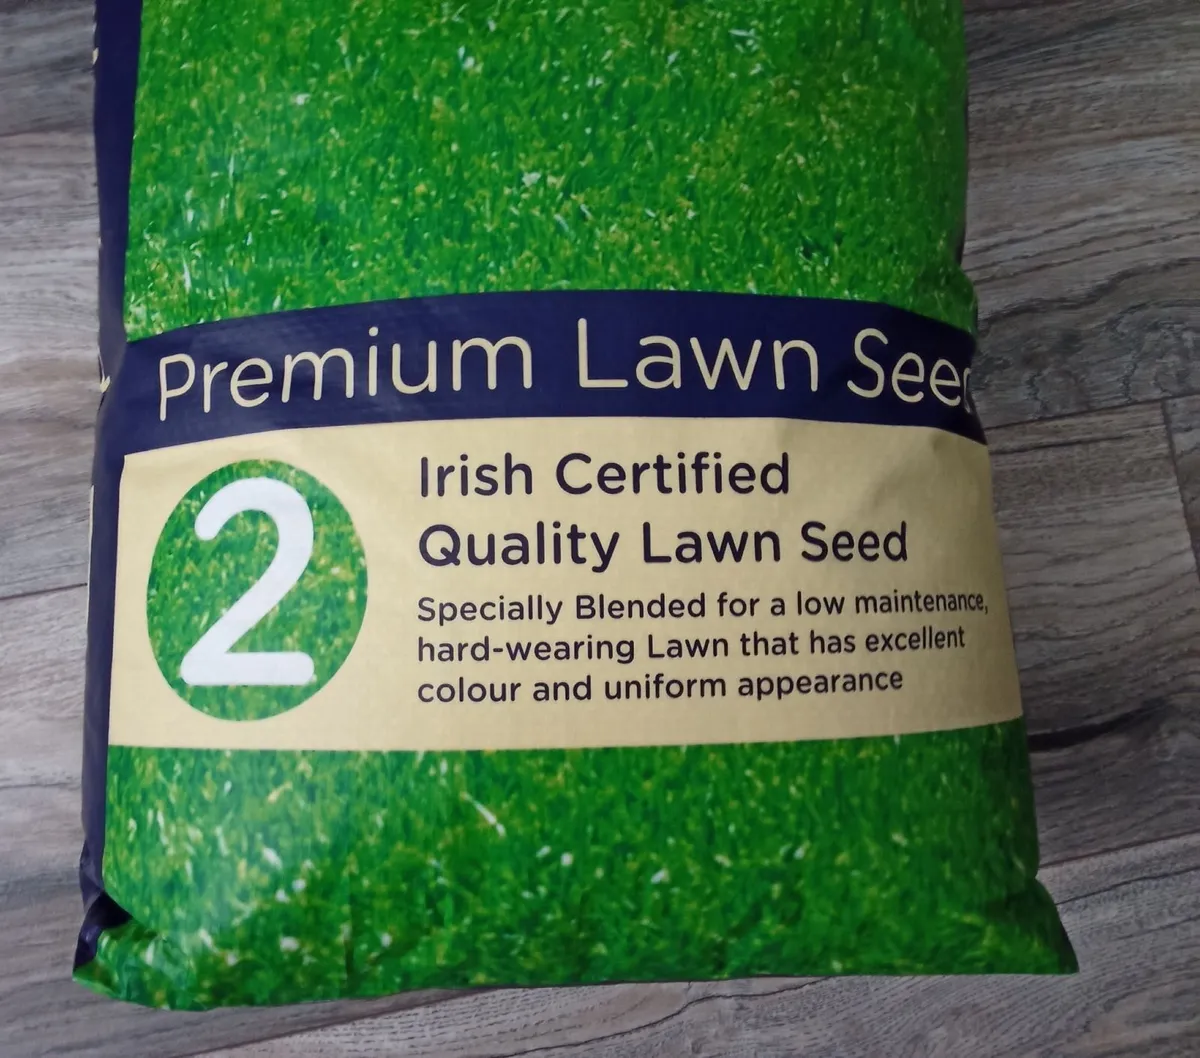 Premium Lawn Seed
2
Irish Certified
Quality Lawn Seed
Specially Blended for a low maintenance,
hard-wearing Lawn that has excellent
colour and uniform appearance